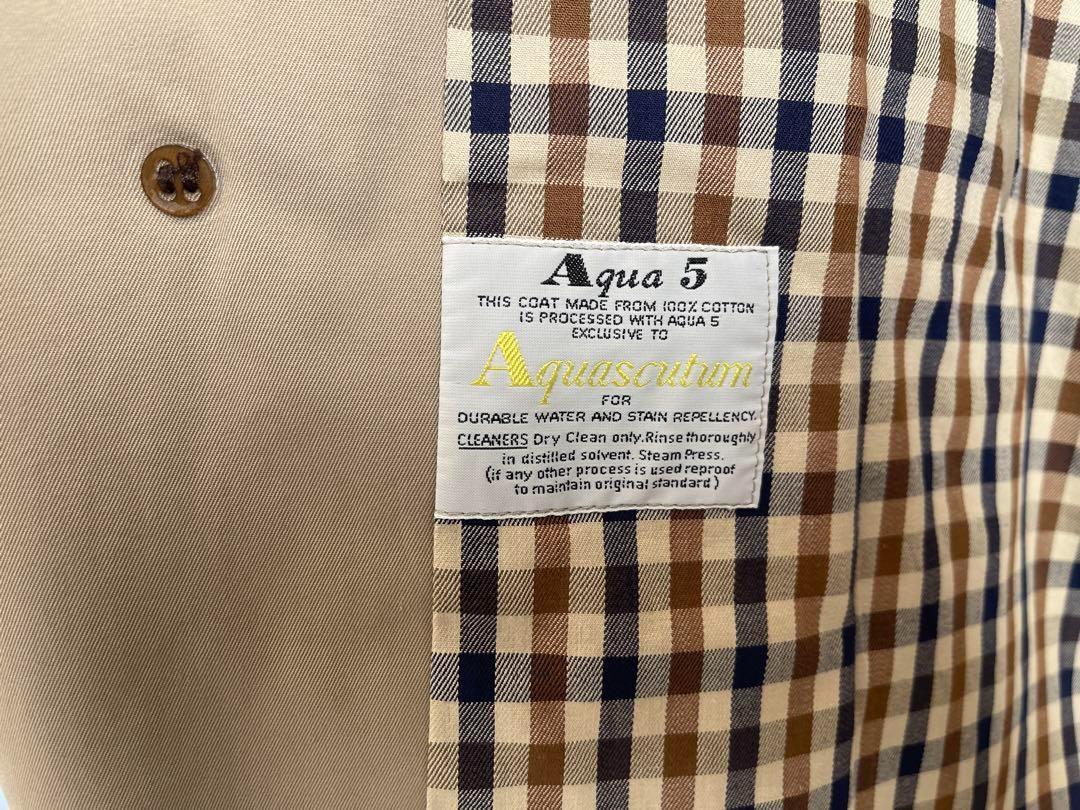 Aqua 5
THIS COAT MADE FROM 100% COTTON
IS PROCESSED WITH AQUA 5
EXCLUSIVE TO
Aquascutum
FOR
DURABLE WATER AND STAIN REPELLENCY.
CLEANERS Dry Clean only. Rinse thoroughly
in distilled solvent. Steam Press.
(if any other process is used reproof
to maintain original standard)